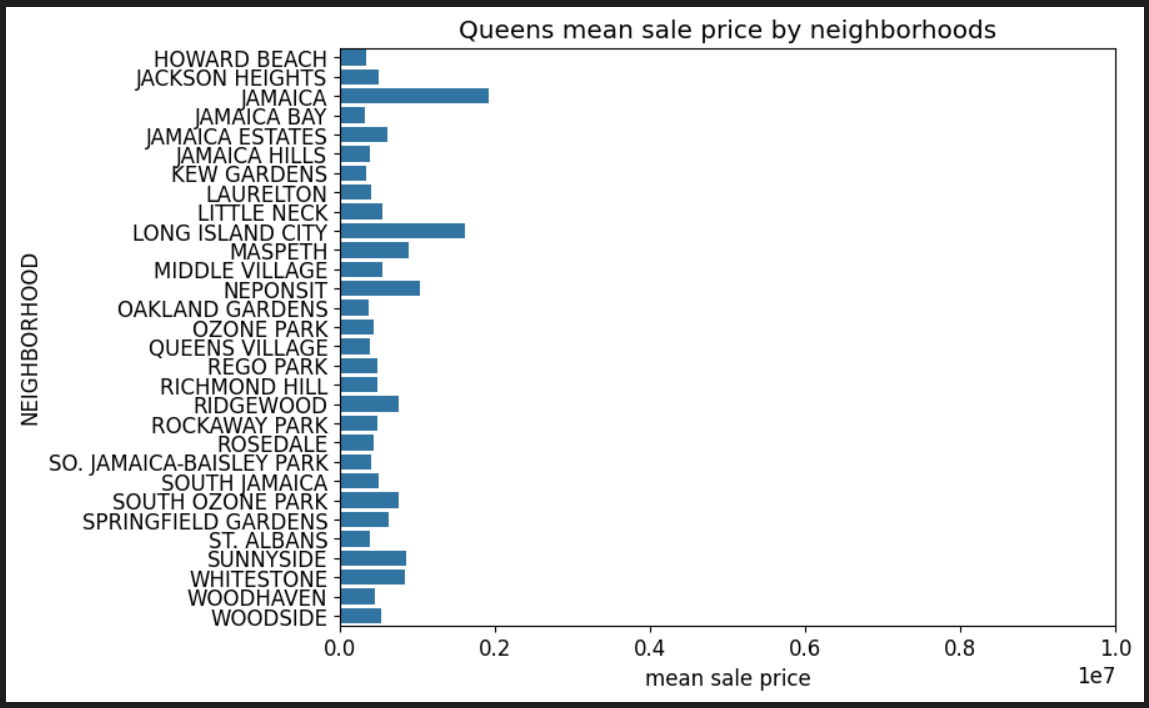 Queens mean sale price by neighborhoods
NEIGHBORHOOD
HOWARD BEACH
JACKSON HEIGHTS
JAMAICA
JAMAICA BAY
JAMAICA ESTATES
JAMAICA HILLS
KEW GARDENS
LAURELTON
LITTLE NECK
LONG ISLAND CITY
MASPETH
MIDDLE VILLAGE
NEPONSIT
OAKLAND GARDENS
OZONE PARK
QUEENS VILLAGE
REGO PARK
RICHMOND HILL
RIDGEWOOD
ROCKAWAY PARK
ROSEDALE
SO. JAMAICA-BAISLEY PARK
SOUTH JAMAICA
SOUTH OZONE PARK
SPRINGFIELD GARDENS
ST. ALBANS
SUNNYSIDE
WHITESTONE
WOODHAVEN
WOODSIDE
0.0 0.2 0.4 0.6 0.8 1.0
1e7
mean sale price